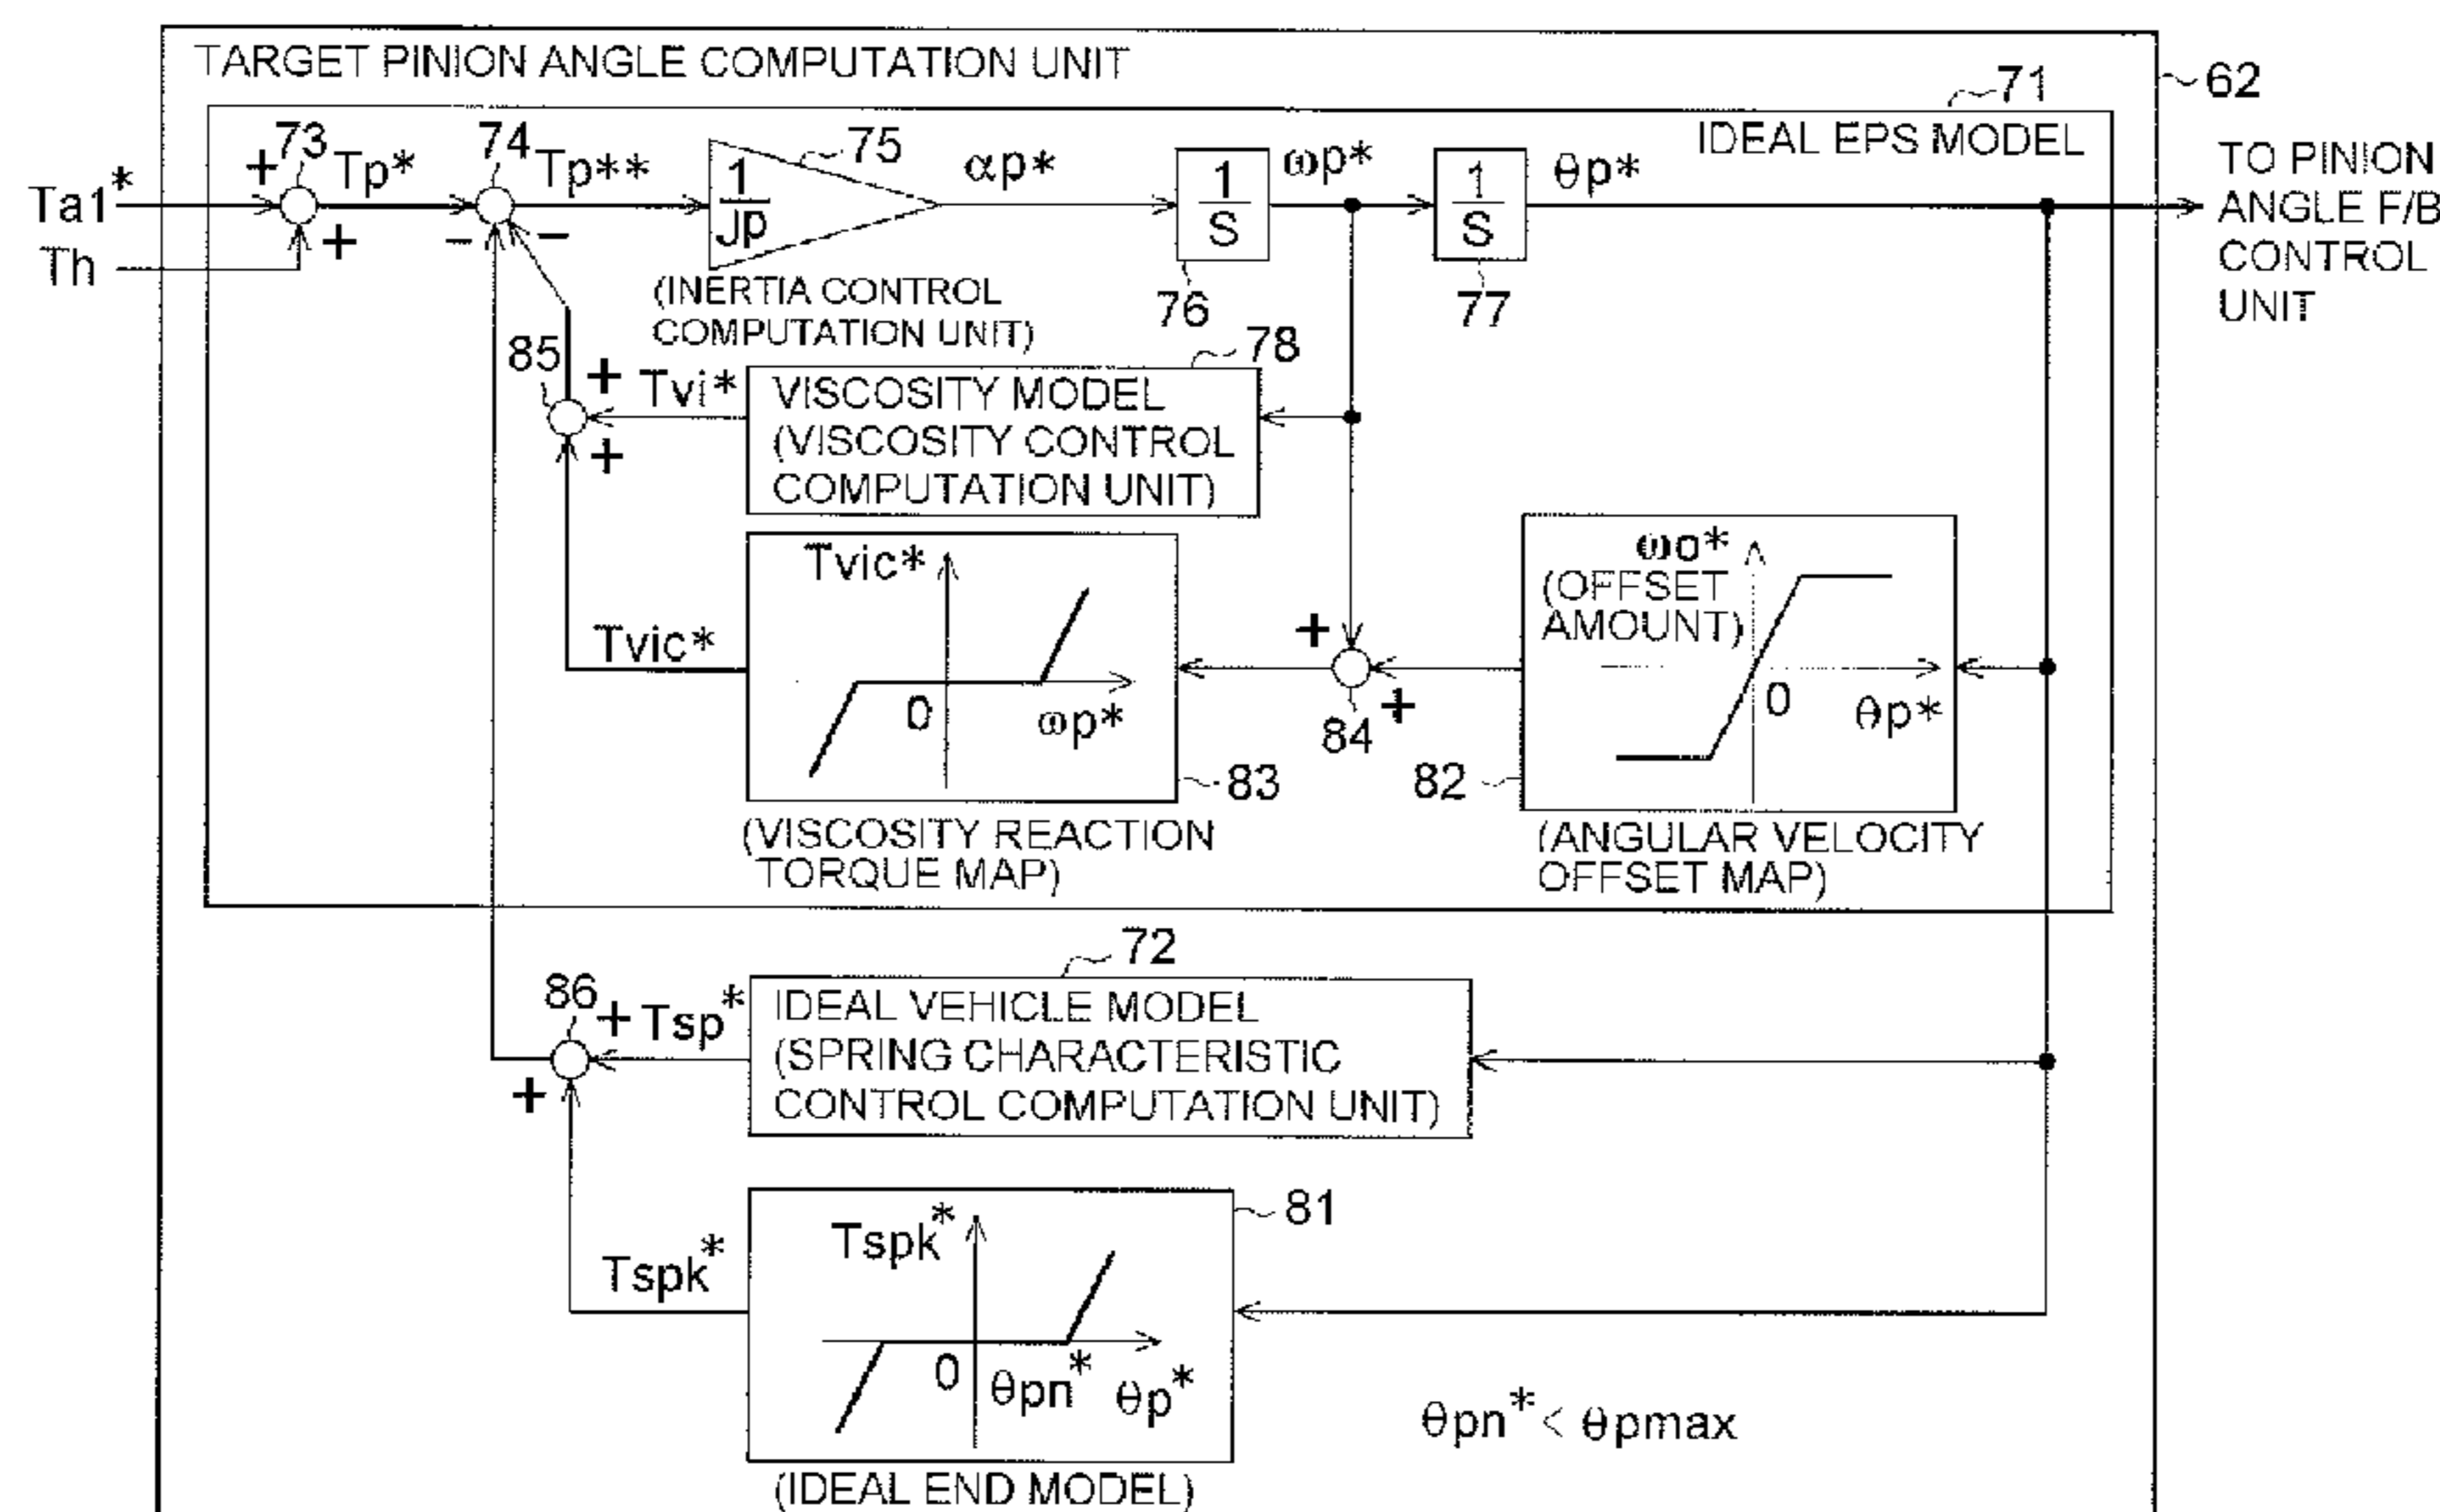 TARGET PINION ANGLE COMPUTATION UNIT
62
71
IDEAL EPS MODEL
TO PINION
ANGLE F/B
CONTROL
UNIT
Ta1*
Th
+
73
+
Tp*
74
-
-
Tp**
1
Jp
75
(INERTIA CONTROL
COMPUTATION UNIT)
αp*
1
S
76
ωp*
1
S
77
θp*
85
+
+
Tvi*
78
VISCOSITY MODEL
(VISCOSITY CONTROL
COMPUTATION UNIT)
Tvic*
Tvic*
0
ωp*
83
(VISCOSITY REACTION
TORQUE MAP)
+
84
+
ωo*
(OFFSET
AMOUNT)
0
θp*
82
(ANGULAR VELOCITY
OFFSET MAP)
72
86
+
+
Tsp*
IDEAL VEHICLE MODEL
(SPRING CHARACTERISTIC
CONTROL COMPUTATION UNIT)
Tspk*
Tspk*
0
θpn*
θp*
81
(IDEAL END MODEL)
θpn* < θpmax